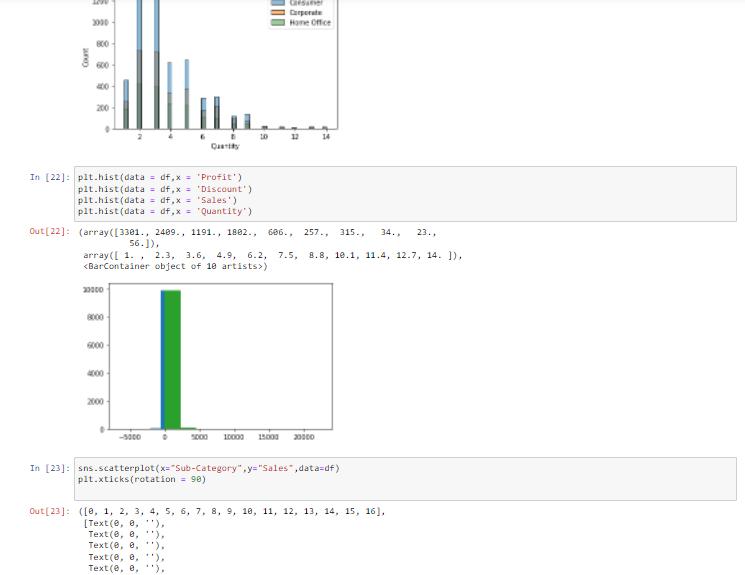 1200
Consumer
Corporate
Home Office
1000
800
600
400
200
0
Count
2 4 6 8 10 12 14
Quantity
In [22]: plt.hist(data = df,x = 'Profit')
plt.hist(data = df,x = 'Discount')
plt.hist(data = df,x = 'Sales')
plt.hist(data = df,x = 'Quantity')
Out[22]: (array([3301., 2409., 1191., 1802., 606., 257., 315., 34., 23.,
56.]),
array([ 1. , 2.3, 3.6, 4.9, 6.2, 7.5, 8.8, 10.1, 11.4, 12.7, 14. ]),
<BarContainer object of 10 artists>)
10000
8000
6000
4000
2000
0
-5000 0 5000 10000 15000 20000
In [23]: sns.scatterplot(x="Sub-Category",y="Sales",data=df)
plt.xticks(rotation = 90)
Out[23]: ([0, 1, 2, 3, 4, 5, 6, 7, 8, 9, 10, 11, 12, 13, 14, 15, 16],
[Text(0, 0, ''),
Text(0, 0, ''),
Text(0, 0, ''),
Text(0, 0, ''),
Text(0, 0, ''),